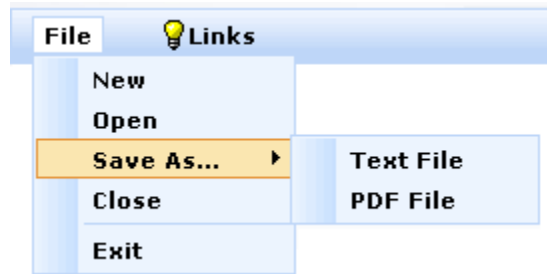 File Links
New
Open
Save As... Text File
Close PDF File
Exit